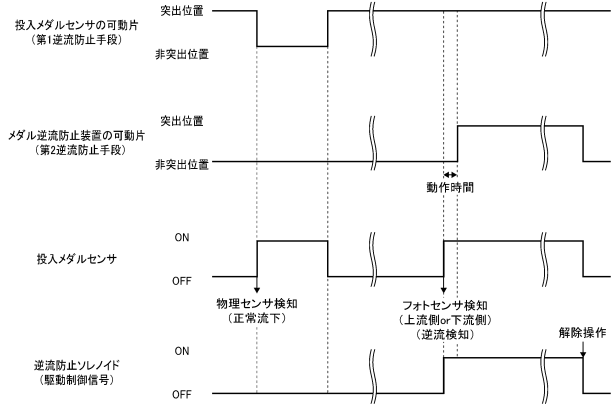 投入メダルセンサの可動片
(第1逆流防止手段)
突出位置
非突出位置
メダル逆流防止装置の可動片
(第2逆流防止手段)
突出位置
非突出位置
動作時間
投入メダルセンサ
ON
OFF
物理センサ検知
(正常流下)
フォトセンサ検知
(上流側or下流側)
(逆流検知)
解除操作
逆流防止ソレノイド
(駆動制御信号)
ON
OFF